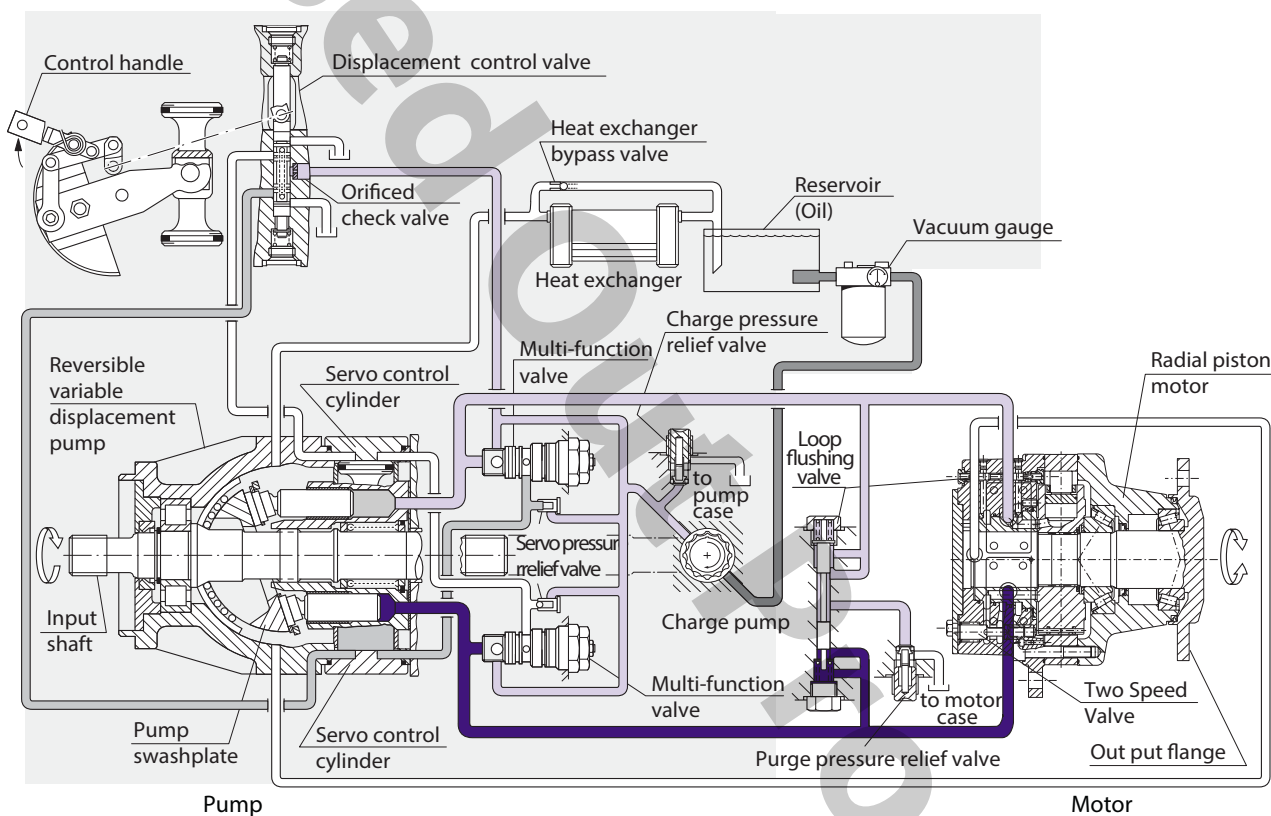 Control handle
Displacement control valve
Heat exchanger
bypass valve
Reservoir
(Oil)
Vacuum gauge
Orificed
check valve
Heat exchanger
Charge pressure
relief valve
Multi-function
valve
Radial piston
motor
Reversible
variable
displacement
pump
Servo control
cylinder
Loop
flushing
valve
to
pump
case
Servo pressur
rrelief valve
Input
shaft
Charge pump
Multi-function
valve
to motor
case
Two Speed
Valve
Pump
swashplate
Servo control
cylinder
Purge pressure relief valve
Out put flange
Pump
Motor
sed Out Pro